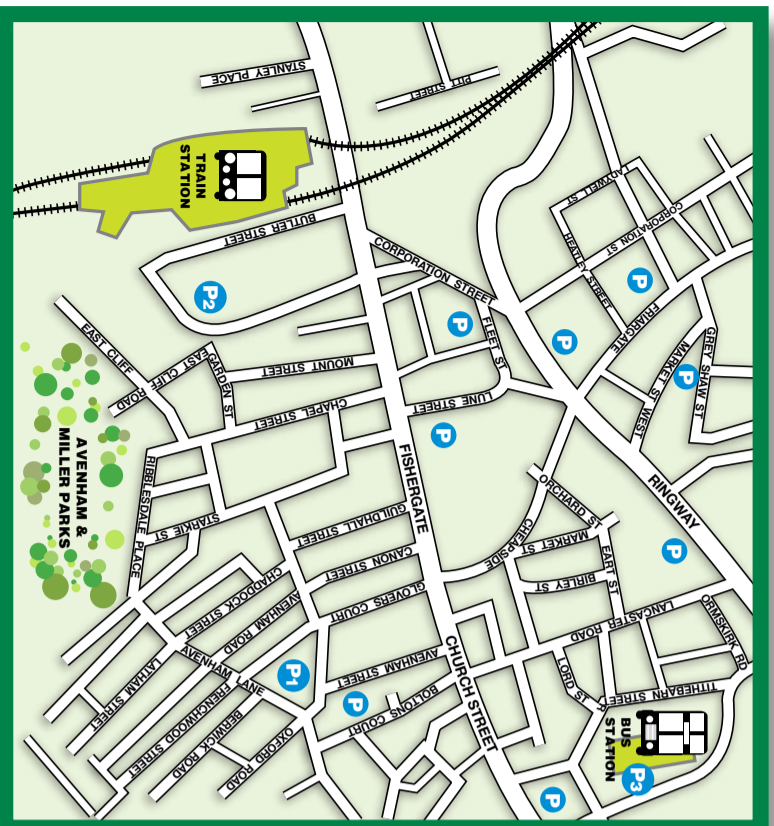 STANLEY PLACE
PITT STREET
TRAIN
STATION
LADYWELL ST
CORPORATION ST
HEATLEY STREET
BUTLER STREET
CORPORATION STREET
P2
P
P
P
P
FRIARGATE
FLEET ST
GREY SHAW ST
MARKET ST WEST
EAST CLIFF
EAST CLIFF
ROAD
GARDEN ST
MOUNT STREET
CHAPEL STREET
LUNE STREET
P
AVENHAM &
MILLER PARKS
RIBBLESDALE PLACE
STARKIE ST
FISHERGATE
RINGWAY
GUILDHALL STREET
CANON STREET
GLOVERS COURT
CHEAPSIDE
ORCHARD ST
MARKET ST
EART ST
BIRLEY ST
P
ORMSKIRK RD
LANCASTER ROAD
CHADDOCK STREET
AVENHAM ROAD
AVENHAM LANE
P1
AVENHAM STREET
CHURCH STREET
LORD ST
TITHEBARN STREET
LATHAM STREET
FRENCHWOOD STREET
BERWICK ROAD
OXFORD ROAD
P
BOLTONS COURT
BUS
STATION
P3
P